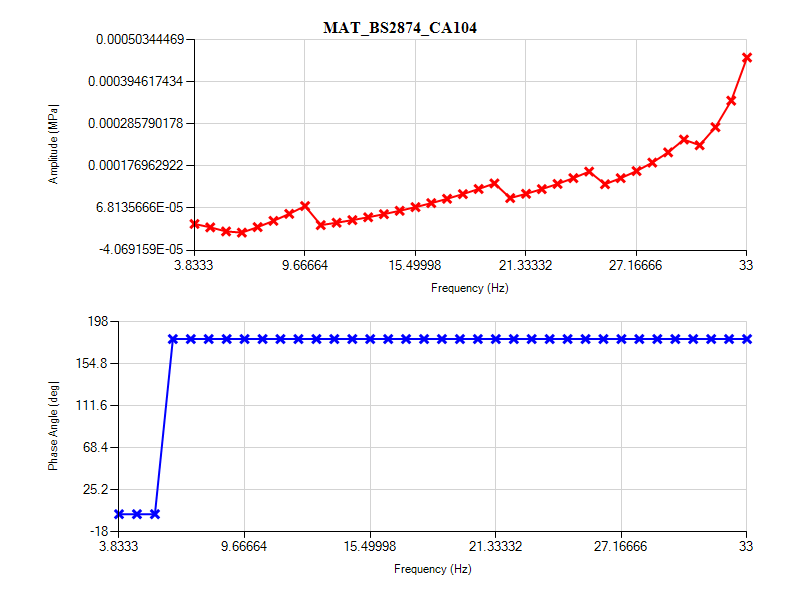 MAT_BS2874_CA104
0.00050344469
0.000394617434
0.000285790178
0.000176962922
6.8135666E-05
-4.069159E-05
Amplitude [MPa]
3.8333 9.66664 15.49998 21.33332 27.16666 33
Frequency (Hz)
198
154.8
111.6
68.4
25.2
-18
Phase Angle [deg]
3.8333 9.66664 15.49998 21.33332 27.16666 33
Frequency (Hz)